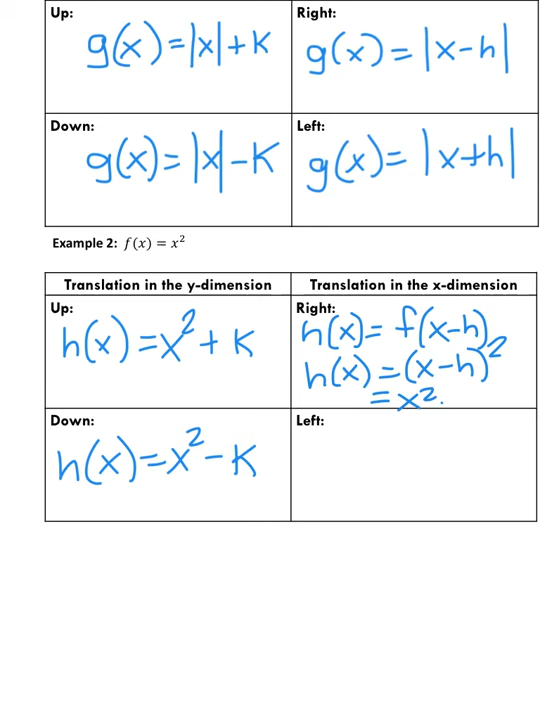 Up:
g(x) = |x| + K
Right:
g(x) = |x-h|
Down:
g(x) = |x| - K
Left:
g(x) = |x+h|
Example 2: f(x) = x²
Translation in the y-dimension
Translation in the x-dimension
Up:
h(x) = x² + K
Right:
h(x) = f(x-h)
h(x) = (x-h)²
= x².
Down:
h(x) = x² - K
Left: